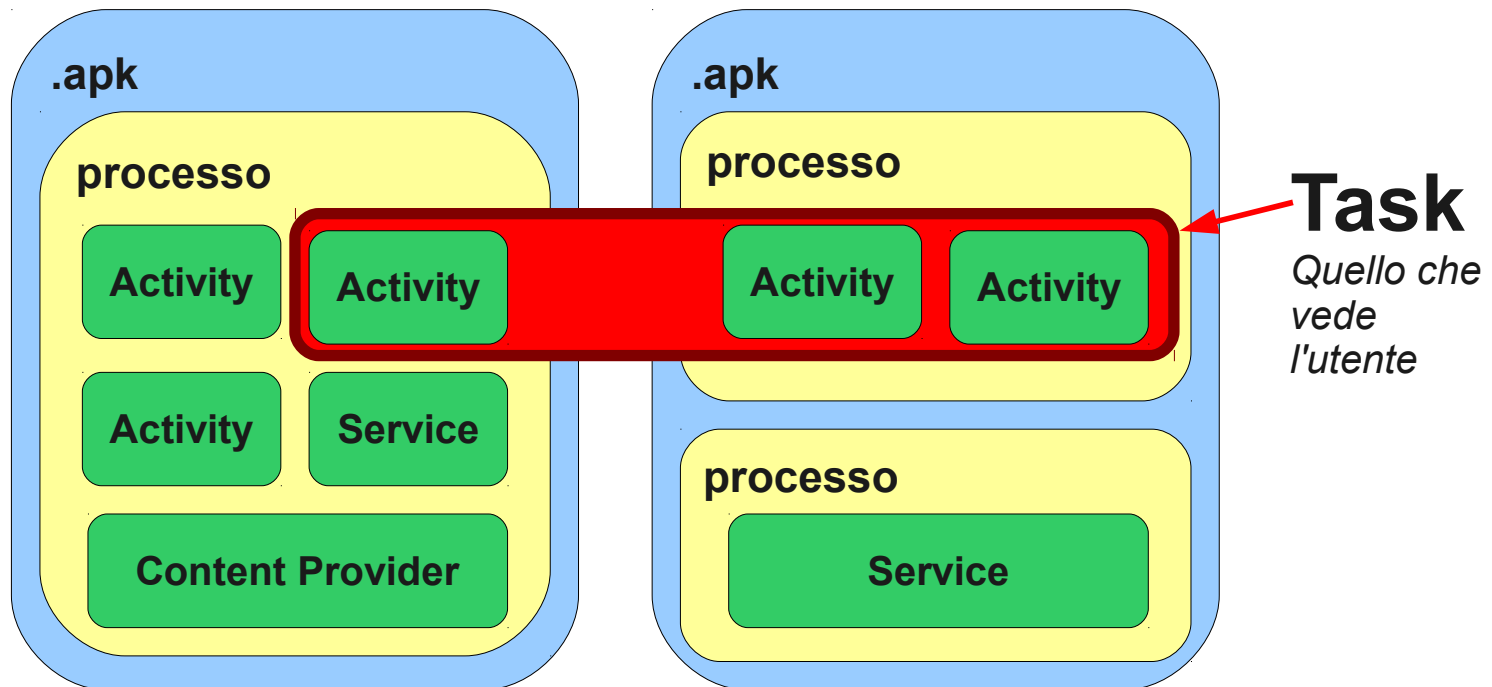 .apk
processo
Activity
Activity
Activity
Service
Content Provider
.apk
processo
Activity
Activity
processo
Service
Task
Quello che
vede
l'utente